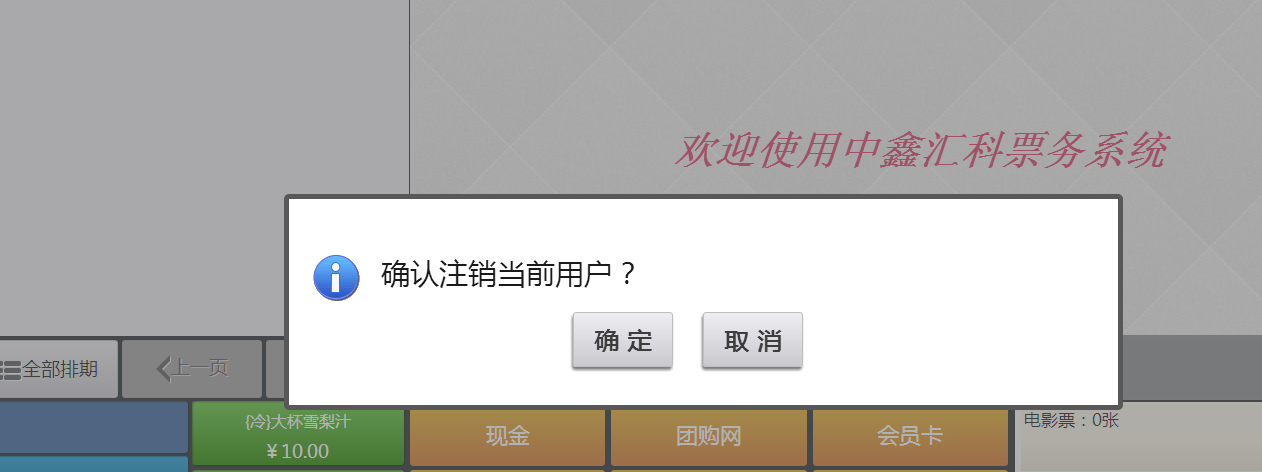 欢迎使用中鑫汇科票务系统
确认注销当前用户？
确定
取消
全部排期
上一页
{冷}大杯雪梨汁
¥10.00
现金
团购网
会员卡
电影票：0张